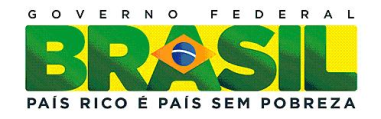 GOVERNO FEDERAL
BRASIL
PAÍS RICO É PAÍS SEM POBREZA